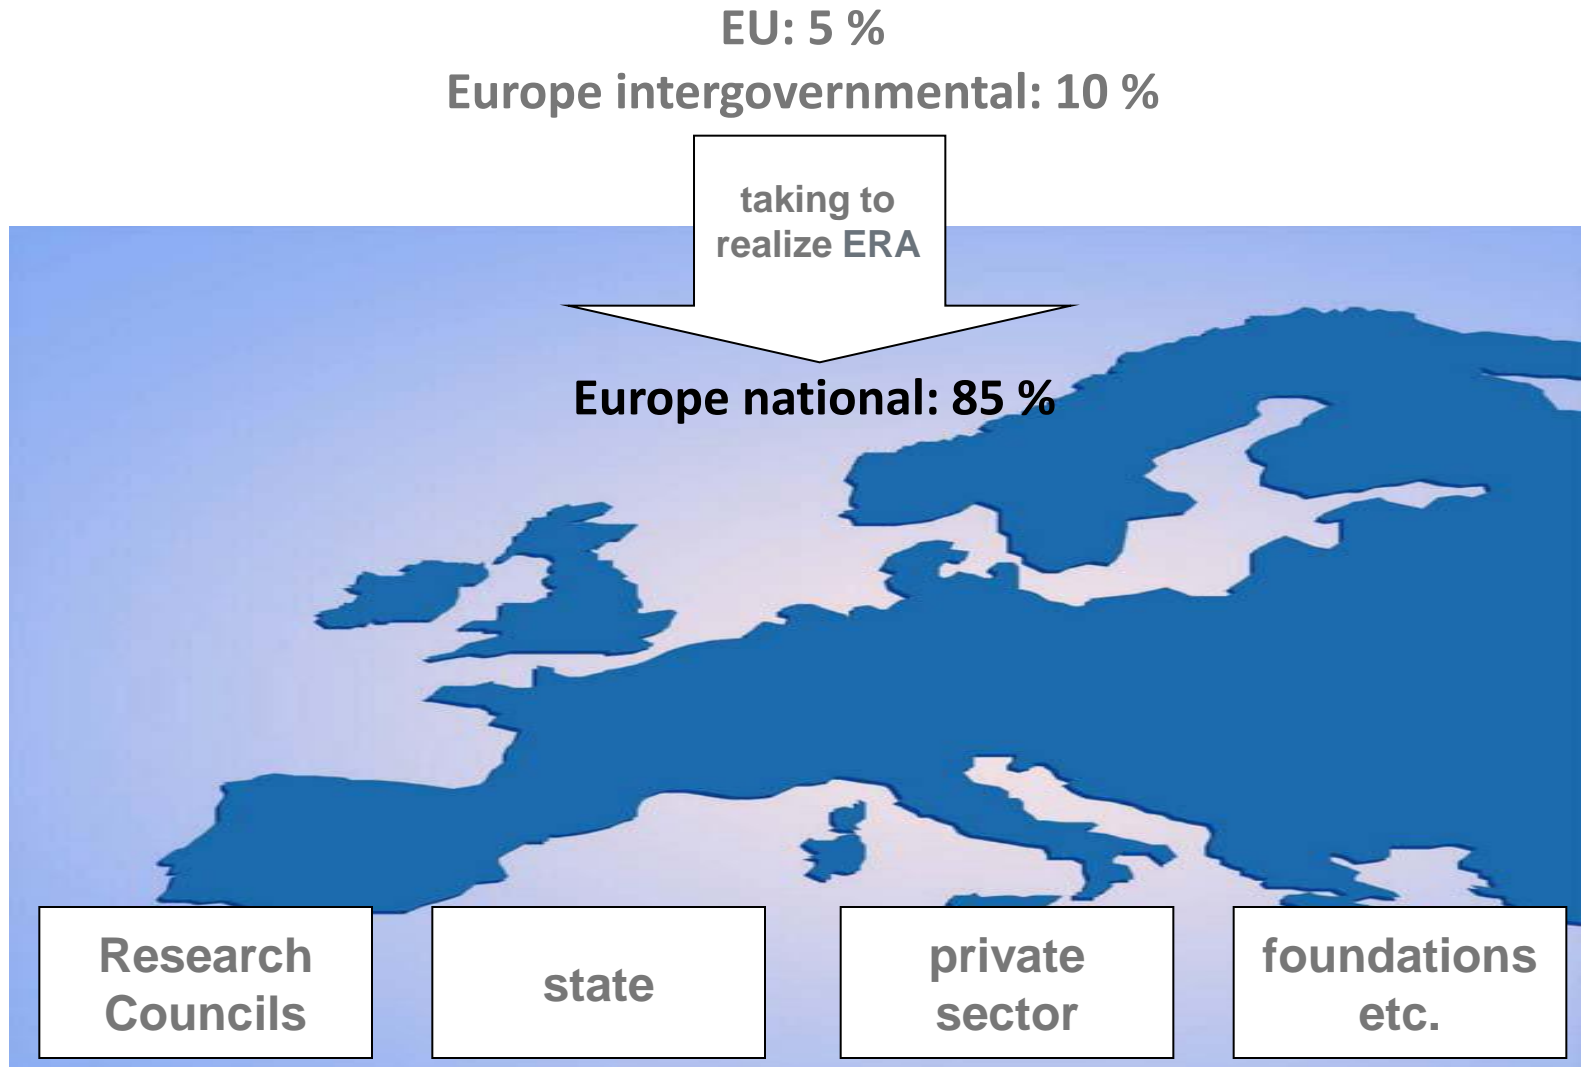 EU: 5 %
Europe intergovernmental: 10 %
taking to
realize ERA
Europe national: 85 %
Research
Councils
state
private
sector
foundations
etc.